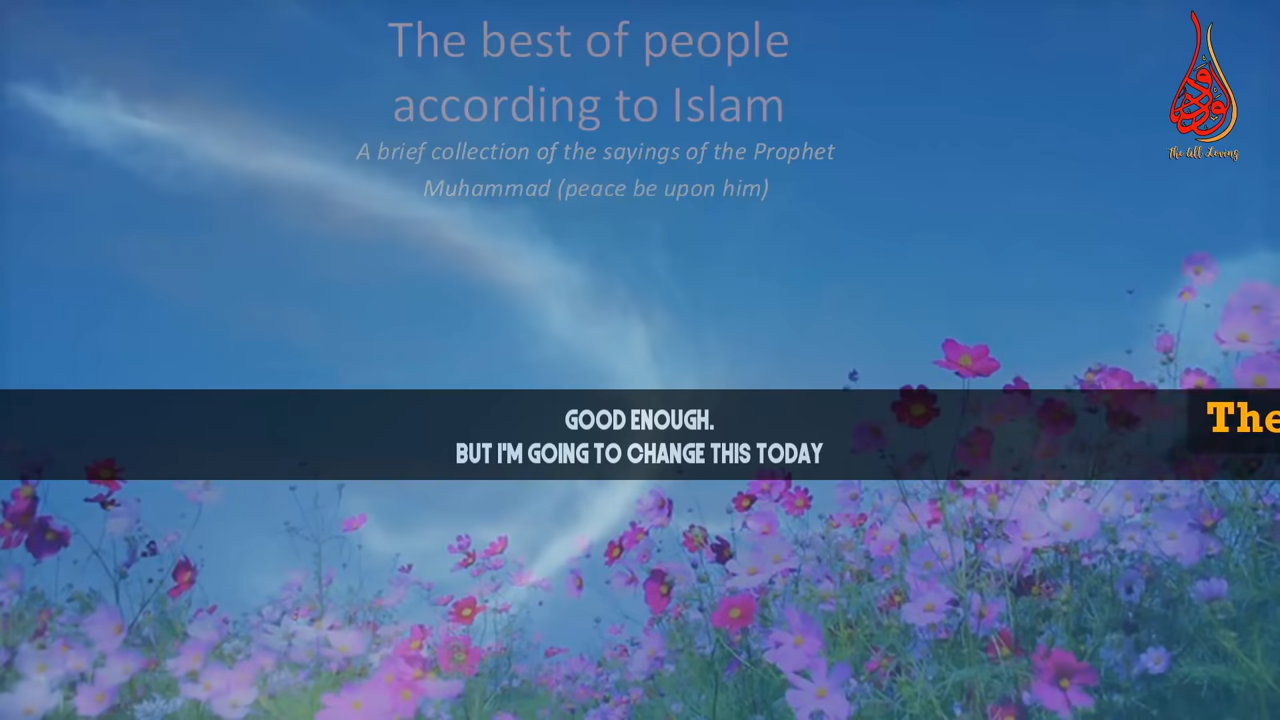 The best of people
according to Islam
A brief collection of the sayings of the Prophet
Muhammad (peace be upon him)
The All Loving
GOOD ENOUGH.
BUT I'M GOING TO CHANGE THIS TODAY
The